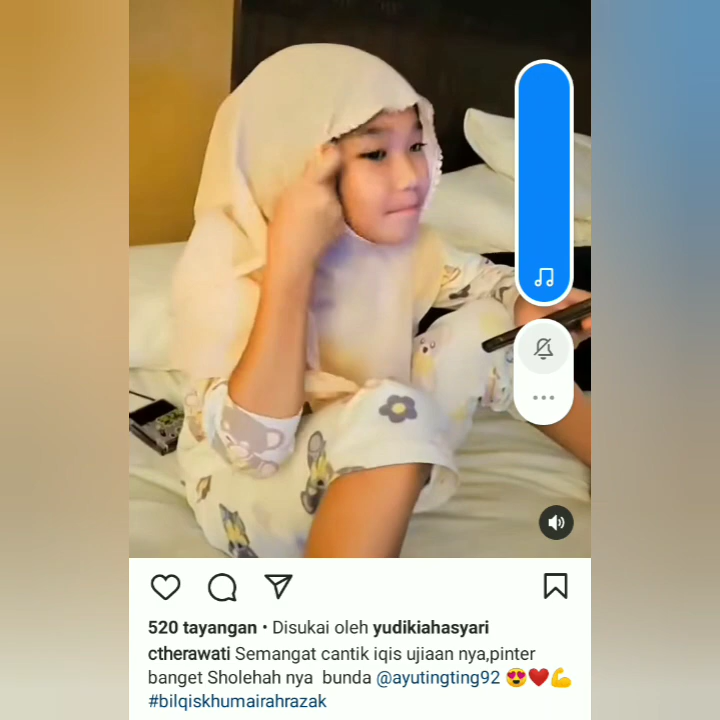 520 tayangan • Disukai oleh yudikiahasyari
ctherawati Semangat cantik iqis ujiaan nya,pinter
banget Sholehah nya bunda @ayutingting92 😍❤️💪
#bilqiskhumairahrazak